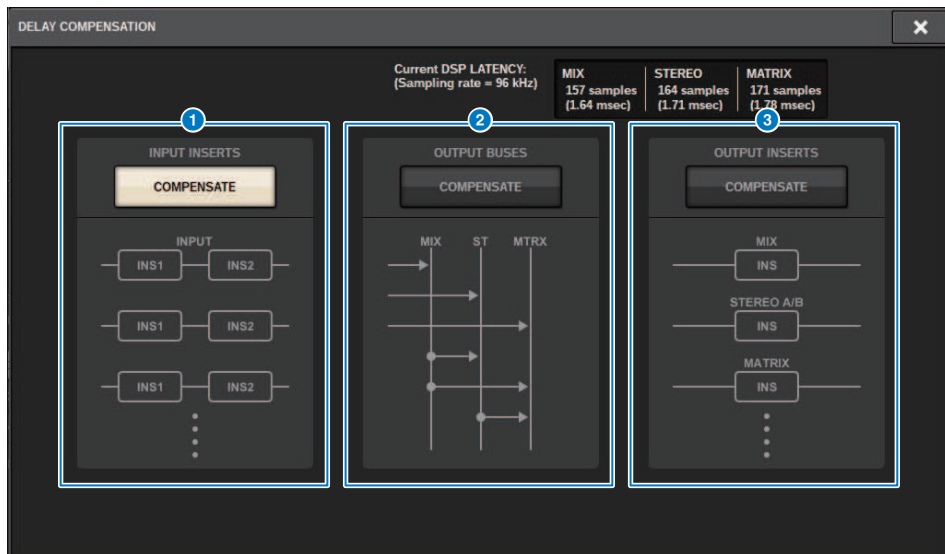 DELAY COMPENSATION
×
Current DSP LATENCY:
(Sampling rate = 96 kHz)
MIX
157 samples
(1.64 msec)
STEREO
164 samples
(1.71 msec)
MATRIX
171 samples
(1.78 msec)
1
INPUT INSERTS
COMPENSATE
INPUT
INS1 INS2
INS1 INS2
INS1 INS2
2
OUTPUT BUSES
COMPENSATE
MIX ST MTRX
3
OUTPUT INSERTS
COMPENSATE
MIX
INS
STEREO A/B
INS
MATRIX
INS